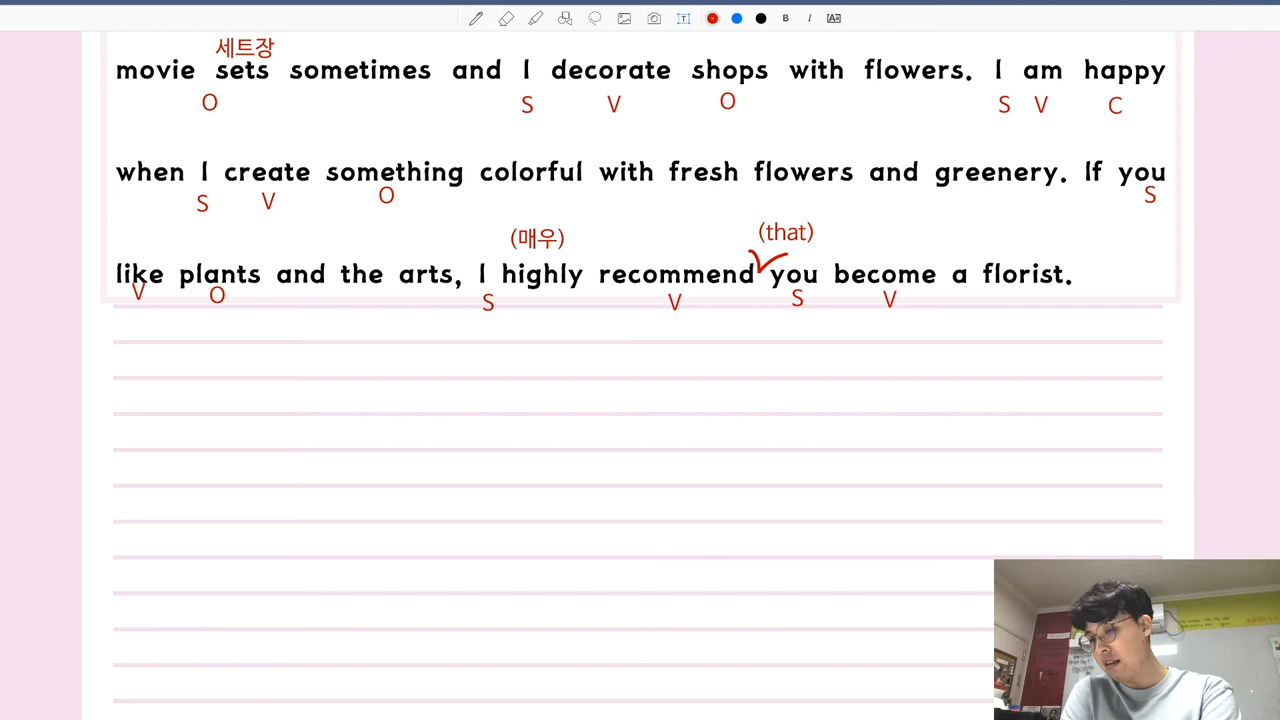 T B I A
세트장
movie sets sometimes and I decorate shops with flowers. I am happy
O S V O S V C
when I create something colorful with fresh flowers and greenery. If you
S V O S
(매우) (that)
like plants and the arts, I highly recommend you become a florist.
V O S V S V